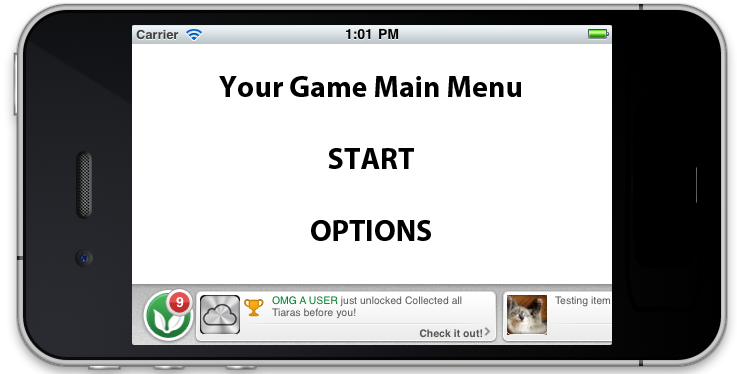 Carrier 1:01 PM
Your Game Main Menu
START
OPTIONS
9
OMG A USER just unlocked Collected all
Tiaras before you!
Check it out!
Testing item